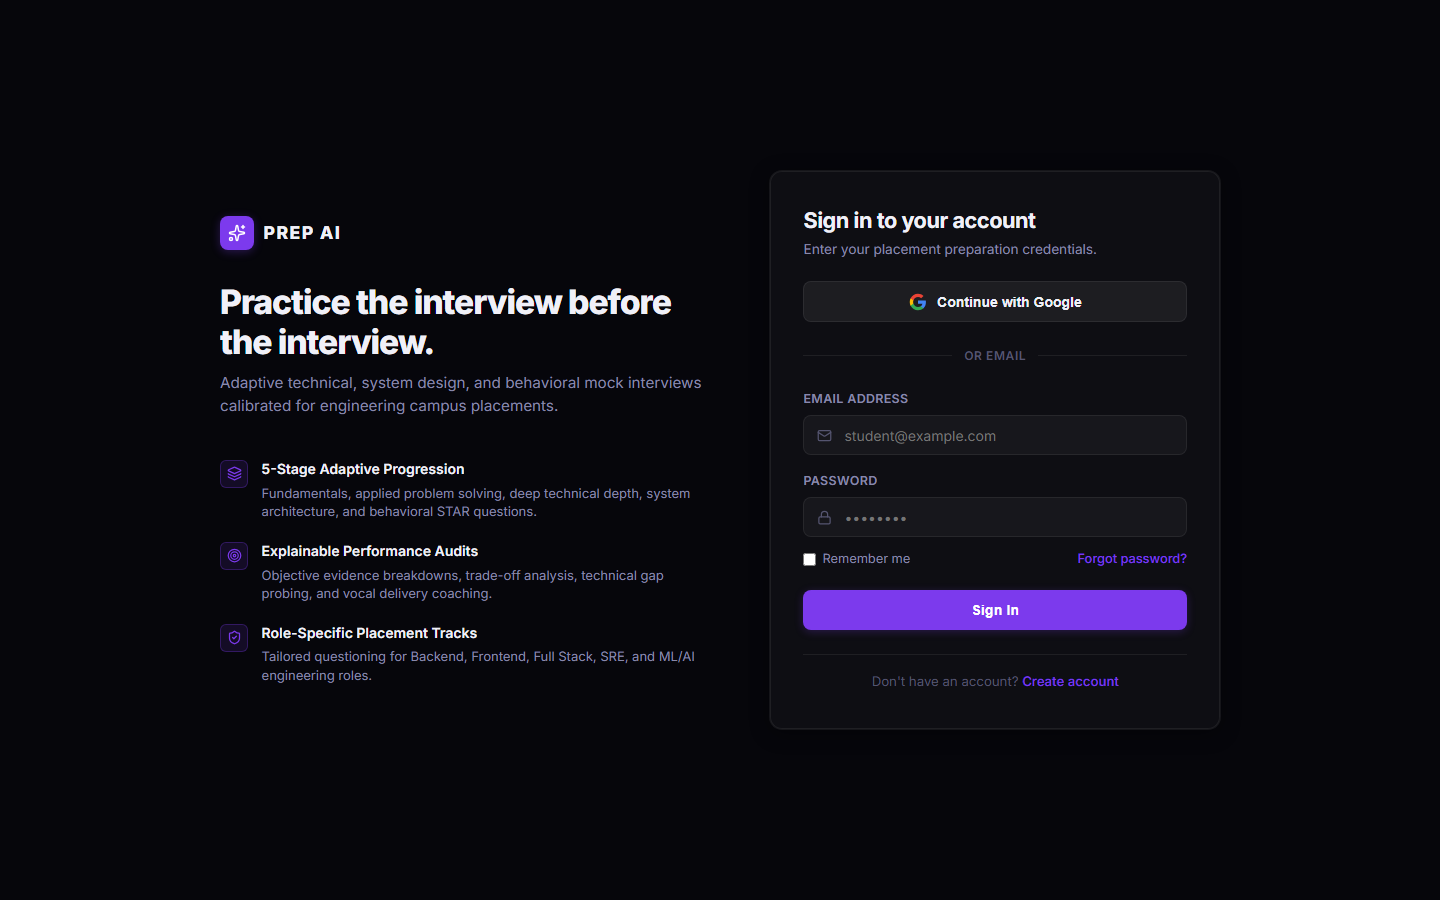 PREP AI
Practice the interview before
the interview.
Adaptive technical, system design, and behavioral mock interviews
calibrated for engineering campus placements.
5-Stage Adaptive Progression
Fundamentals, applied problem solving, deep technical depth, system
architecture, and behavioral STAR questions.
Explainable Performance Audits
Objective evidence breakdowns, trade-off analysis, technical gap
probing, and vocal delivery coaching.
Role-Specific Placement Tracks
Tailored questioning for Backend, Frontend, Full Stack, SRE, and ML/AI
engineering roles.
Sign in to your account
Enter your placement preparation credentials.
Continue with Google
OR EMAIL
EMAIL ADDRESS
student@example.com
PASSWORD
••••••••
Remember me
Forgot password?
Sign In
Don't have an account? Create account